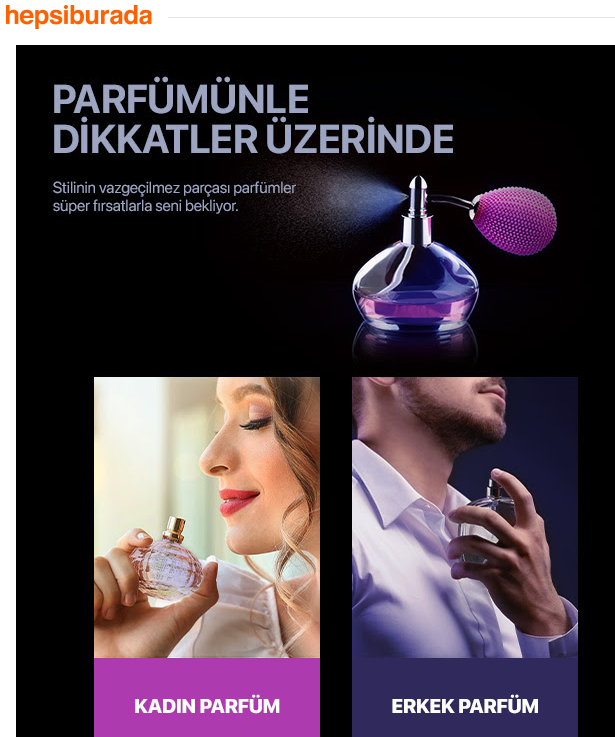 hepsiburada
PARFÜMÜNLE
DİKKATLER ÜZERİNDE
Stilinin vazgeçilmez parçası parfümler
süper fırsatlarla seni bekliyor.
KADIN PARFÜM
ERKEK PARFÜM